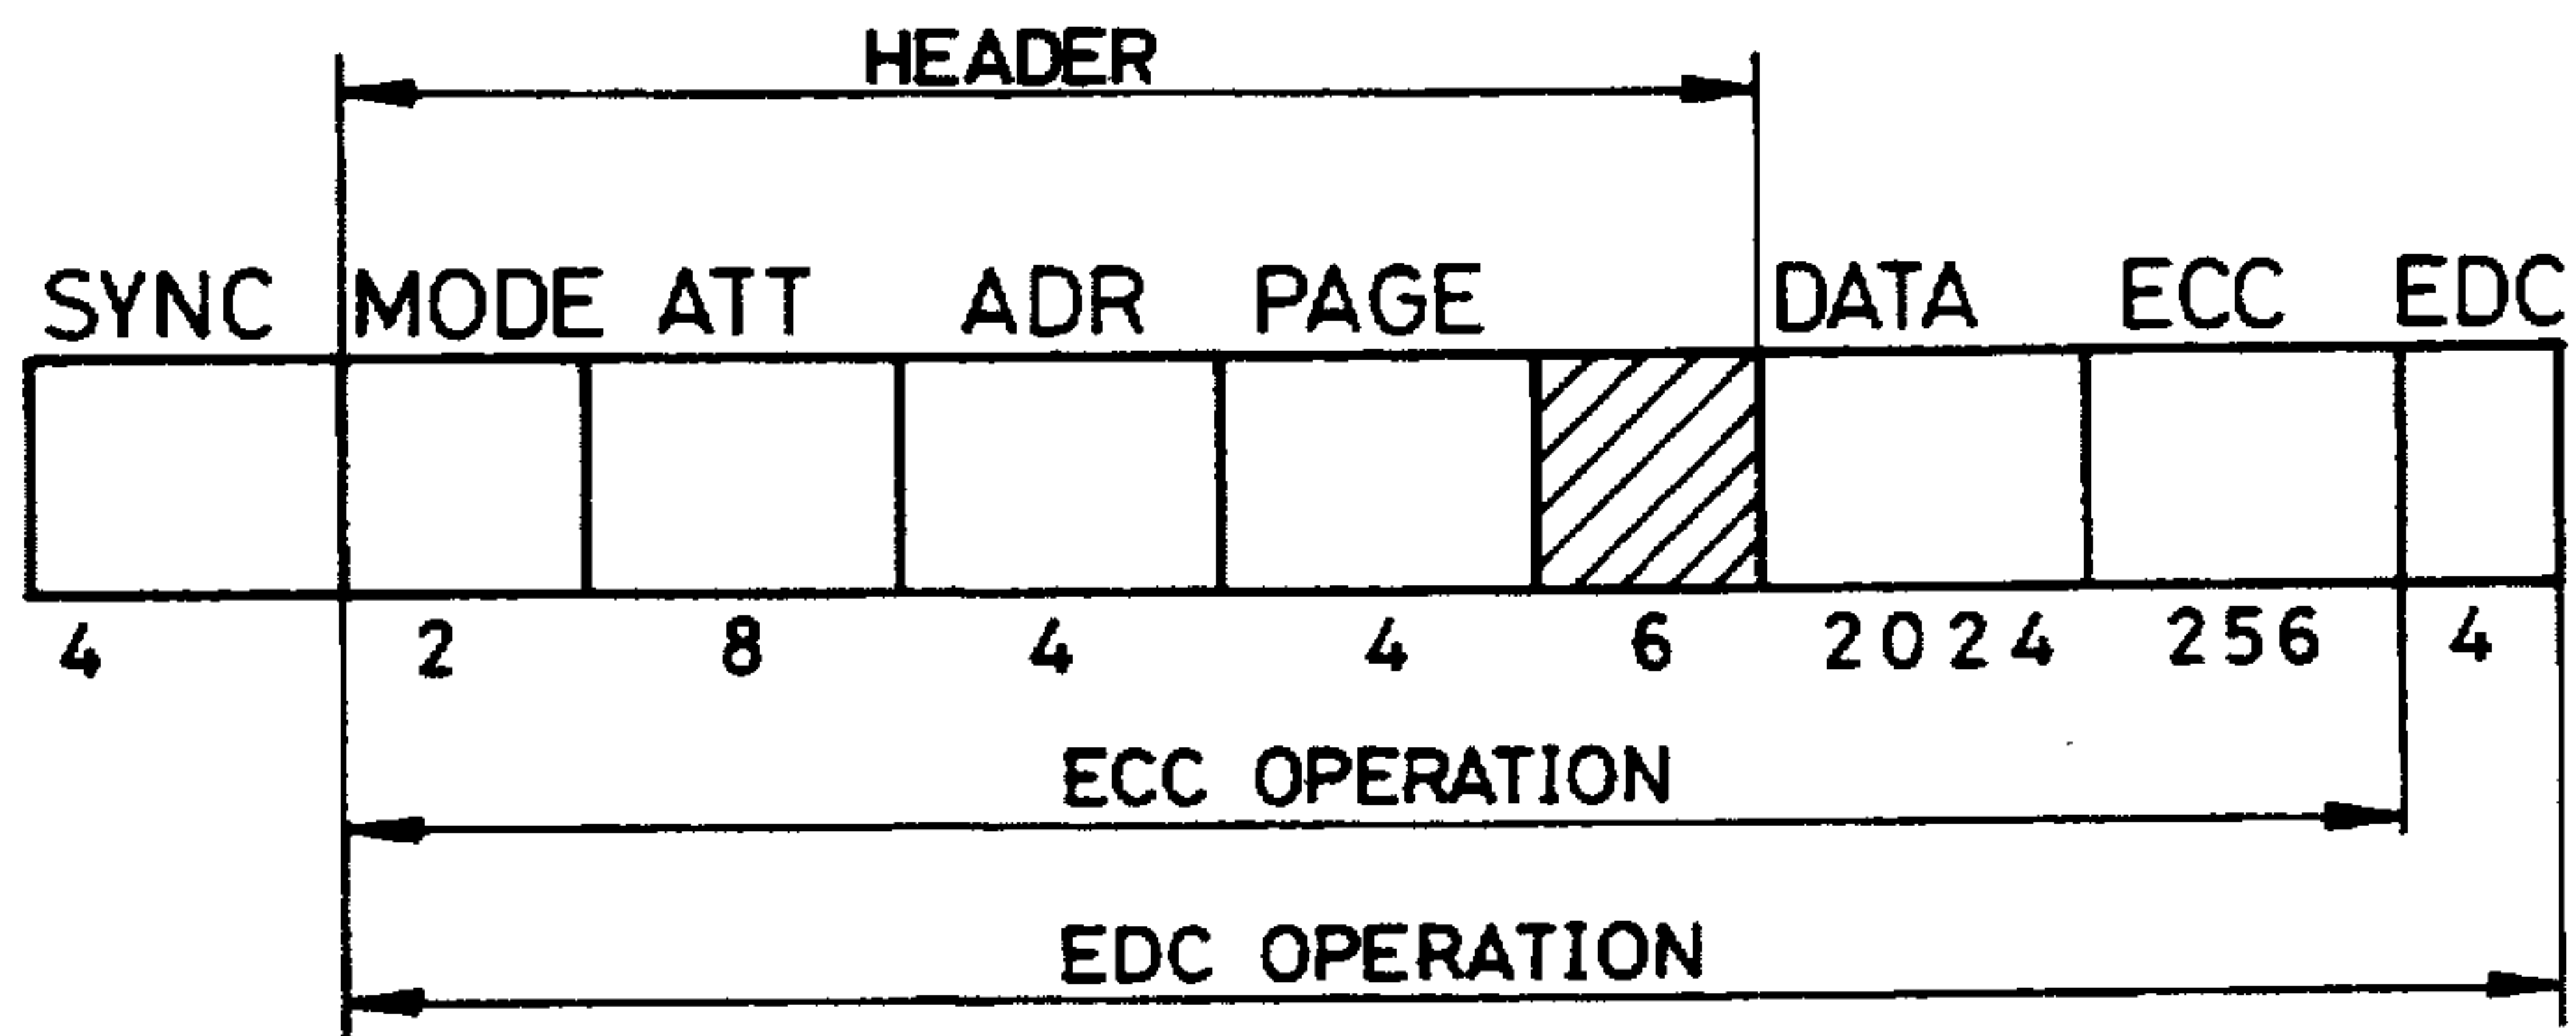 HEADER
SYNC MODE ATT ADR PAGE DATA ECC EDC
4 2 8 4 4 6 2024 256 4
ECC OPERATION
EDC OPERATION